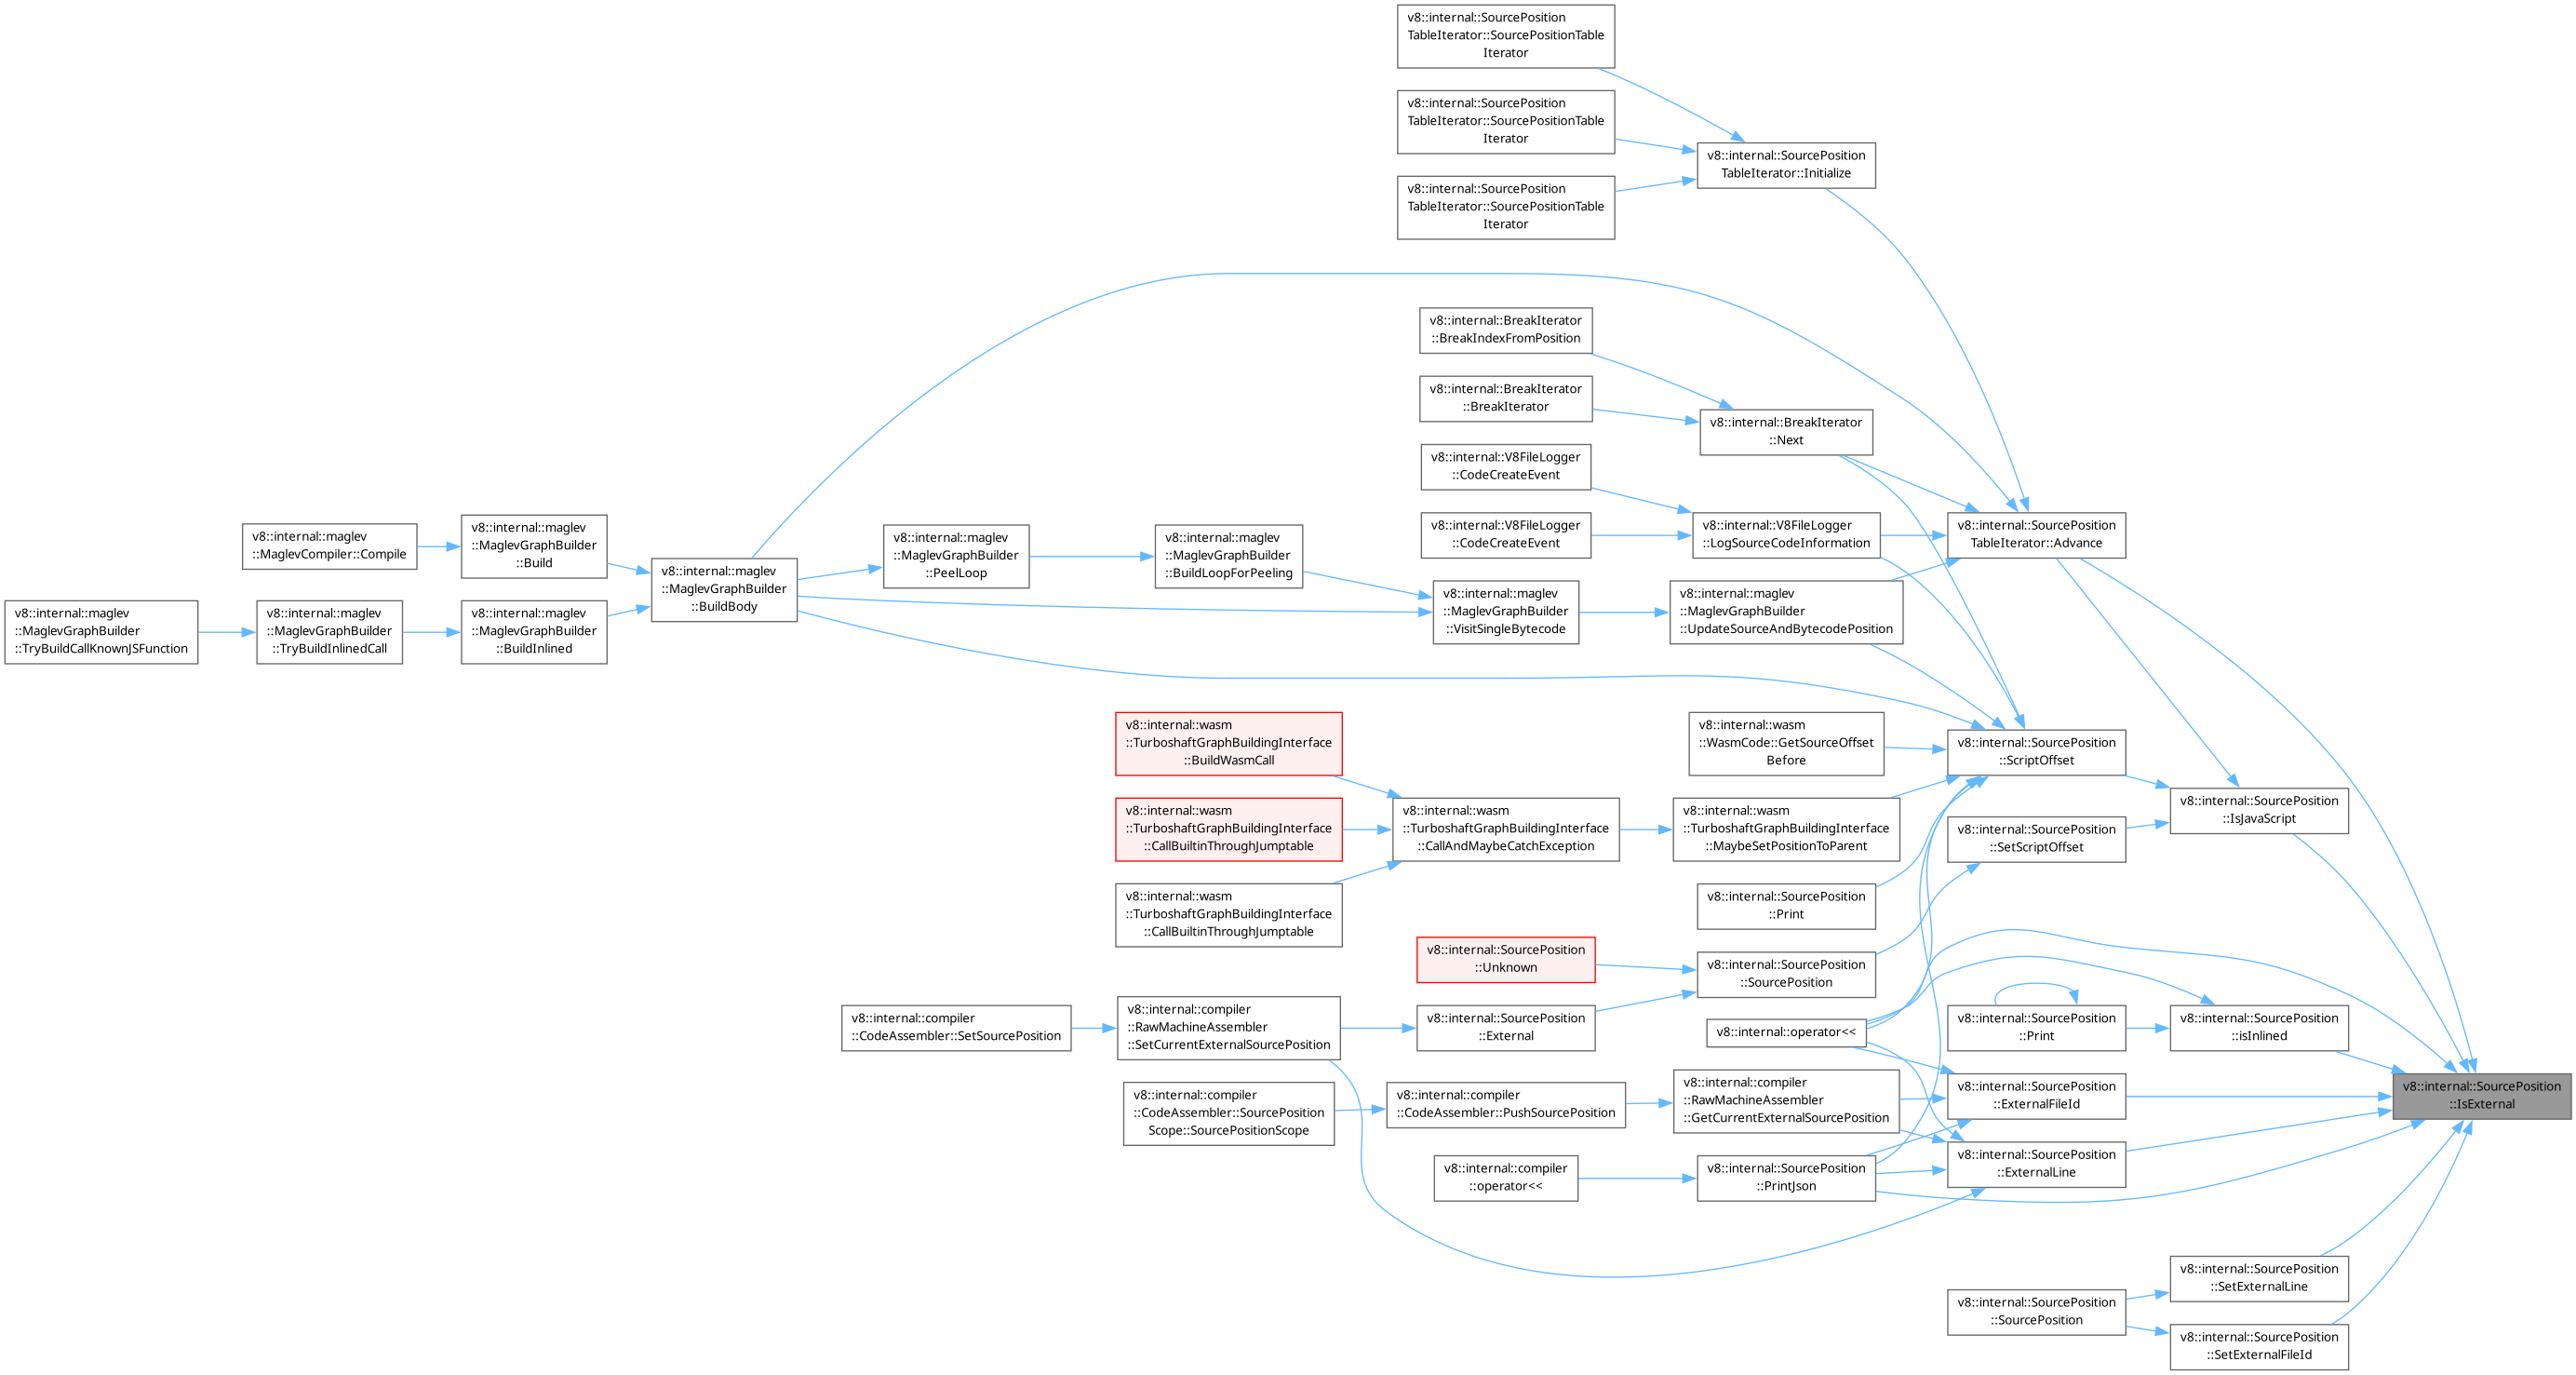 v8::internal::SourcePosition
TableIterator::SourcePositionTable
Iterator
v8::internal::SourcePosition
TableIterator::SourcePositionTable
Iterator
v8::internal::SourcePosition
TableIterator::Initialize
v8::internal::SourcePosition
TableIterator::SourcePositionTable
Iterator
v8::internal::BreakIterator
::BreakIndexFromPosition
v8::internal::BreakIterator
::BreakIterator
v8::internal::BreakIterator
::Next
v8::internal::V8FileLogger
::CodeCreateEvent
v8::internal::V8FileLogger
::CodeCreateEvent
v8::internal::V8FileLogger
::LogSourceCodeInformation
v8::internal::SourcePosition
TableIterator::Advance
v8::internal::maglev
::MaglevCompiler::Compile
v8::internal::maglev
::MaglevGraphBuilder
::Build
v8::internal::maglev
::MaglevGraphBuilder
::BuildBody
v8::internal::maglev
::MaglevGraphBuilder
::PeelLoop
v8::internal::maglev
::MaglevGraphBuilder
::BuildLoopForPeeling
v8::internal::maglev
::MaglevGraphBuilder
::VisitSingleBytecode
v8::internal::maglev
::MaglevGraphBuilder
::UpdateSourceAndBytecodePosition
v8::internal::maglev
::MaglevGraphBuilder
::TryBuildCallKnownJSFunction
v8::internal::maglev
::MaglevGraphBuilder
::TryBuildInlinedCall
v8::internal::maglev
::MaglevGraphBuilder
::BuildInlined
v8::internal::wasm
::TurboshaftGraphBuildingInterface
::BuildWasmCall
v8::internal::wasm
::WasmCode::GetSourceOffset
Before
v8::internal::SourcePosition
::ScriptOffset
v8::internal::wasm
::TurboshaftGraphBuildingInterface
::CallBuiltinThroughJumptable
v8::internal::wasm
::TurboshaftGraphBuildingInterface
::CallAndMaybeCatchException
v8::internal::wasm
::TurboshaftGraphBuildingInterface
::MaybeSetPositionToParent
v8::internal::SourcePosition
::SetScriptOffset
v8::internal::SourcePosition
::IsJavaScript
v8::internal::wasm
::TurboshaftGraphBuildingInterface
::CallBuiltinThroughJumptable
v8::internal::SourcePosition
::Print
v8::internal::SourcePosition
::Unknown
v8::internal::SourcePosition
::SourcePosition
v8::internal::compiler
::CodeAssembler::SetSourcePosition
v8::internal::compiler
::RawMachineAssembler
::SetCurrentExternalSourcePosition
v8::internal::SourcePosition
::External
v8::internal::operator<<
v8::internal::SourcePosition
::Print
v8::internal::SourcePosition
::isInlined
v8::internal::compiler
::CodeAssembler::SourcePosition
Scope::SourcePositionScope
v8::internal::compiler
::CodeAssembler::PushSourcePosition
v8::internal::compiler
::RawMachineAssembler
::GetCurrentExternalSourcePosition
v8::internal::SourcePosition
::ExternalFileId
v8::internal::SourcePosition
::IsExternal
v8::internal::compiler
::operator<<
v8::internal::SourcePosition
::PrintJson
v8::internal::SourcePosition
::ExternalLine
v8::internal::SourcePosition
::SetExternalLine
v8::internal::SourcePosition
::SourcePosition
v8::internal::SourcePosition
::SetExternalFileId